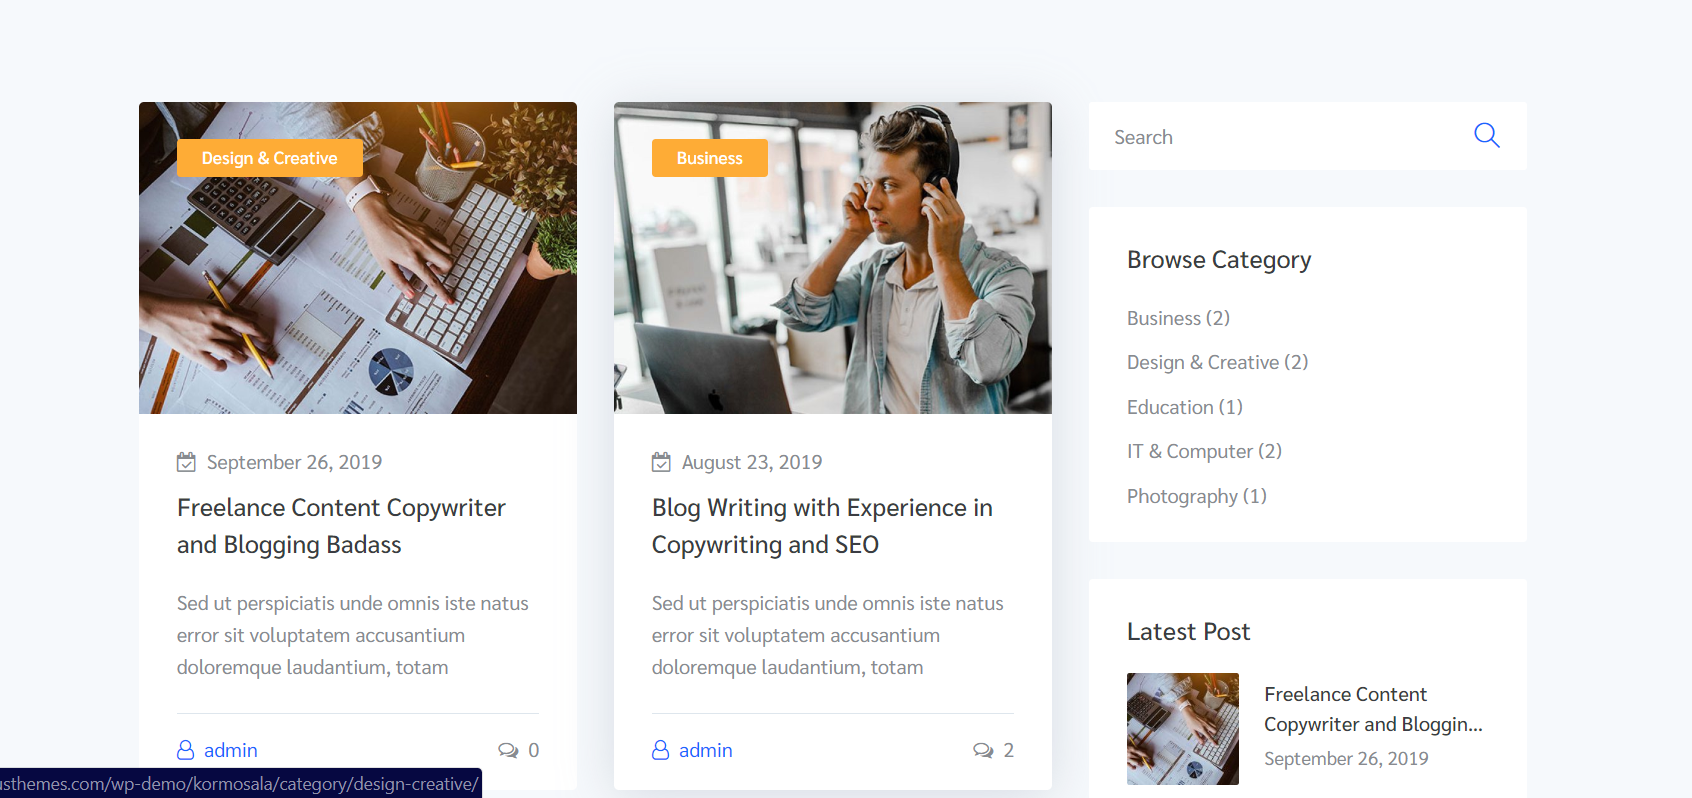 Design & Creative
September 26, 2019
Freelance Content Copywriter
and Blogging Badass
Sed ut perspiciatis unde omnis iste natus
error sit voluptatem accusantium
doloremque laudantium, totam
admin
0
Business
August 23, 2019
Blog Writing with Experience in
Copywriting and SEO
Sed ut perspiciatis unde omnis iste natus
error sit voluptatem accusantium
doloremque laudantium, totam
admin
2
Search
Browse Category
Business (2)
Design & Creative (2)
Education (1)
IT & Computer (2)
Photography (1)
Latest Post
Freelance Content
Copywriter and Bloggin...
September 26, 2019
usthemes.com/wp-demo/kormosala/category/design-creative/